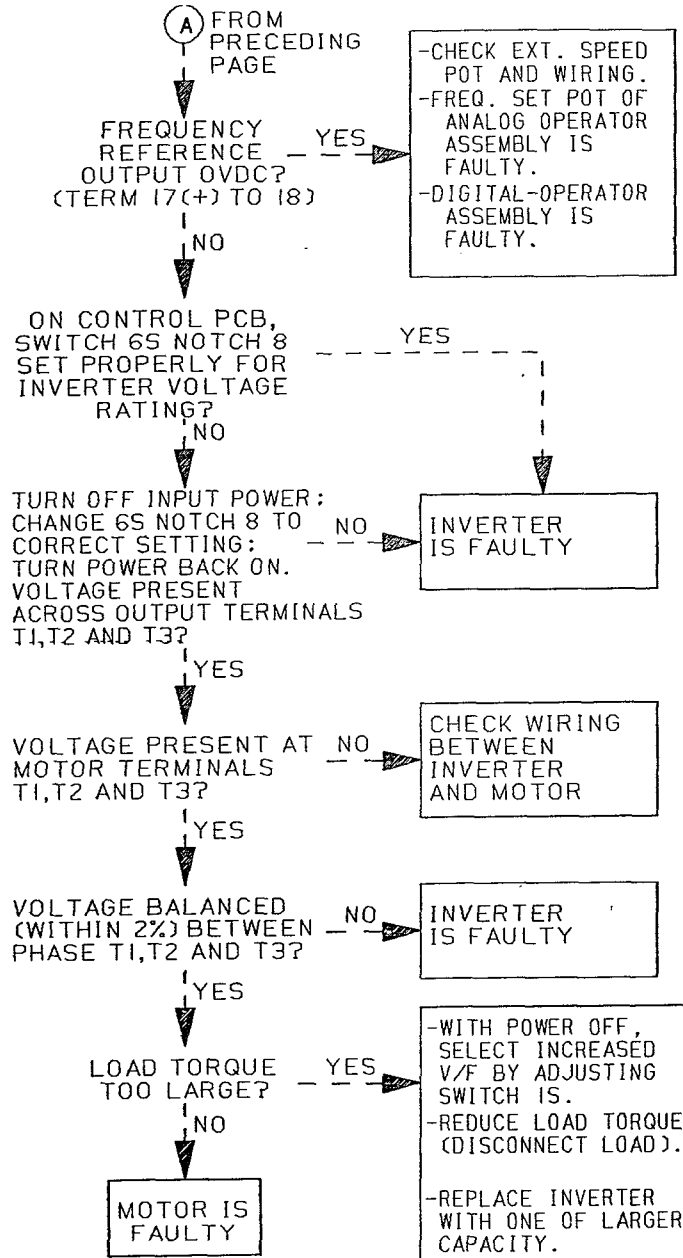 A FROM
PRECEDING
PAGE
FREQUENCY
REFERENCE
OUTPUT 0VDC?
(TERM 17(+) TO 18)
YES
-CHECK EXT. SPEED
POT AND WIRING.
-FREQ. SET POT OF
ANALOG OPERATOR
ASSEMBLY IS
FAULTY.
-DIGITAL-OPERATOR
ASSEMBLY IS
FAULTY.
NO
ON CONTROL PCB,
SWITCH 6S NOTCH 8
SET PROPERLY FOR
INVERTER VOLTAGE
RATING?
YES
NO
TURN OFF INPUT POWER:
CHANGE 6S NOTCH 8 TO
CORRECT SETTING:
TURN POWER BACK ON.
VOLTAGE PRESENT
ACROSS OUTPUT TERMINALS
T1,T2 AND T3?
NO
INVERTER
IS FAULTY
YES
VOLTAGE PRESENT AT
MOTOR TERMINALS
T1,T2 AND T3?
NO
CHECK WIRING
BETWEEN
INVERTER
AND MOTOR
YES
VOLTAGE BALANCED
(WITHIN 2%) BETWEEN
PHASE T1,T2 AND T3?
NO
INVERTER
IS FAULTY
YES
LOAD TORQUE
TOO LARGE?
YES
-WITH POWER OFF,
SELECT INCREASED
V/F BY ADJUSTING
SWITCH 1S.
-REDUCE LOAD TORQUE
(DISCONNECT LOAD).
-REPLACE INVERTER
WITH ONE OF LARGER
CAPACITY.
NO
MOTOR IS
FAULTY